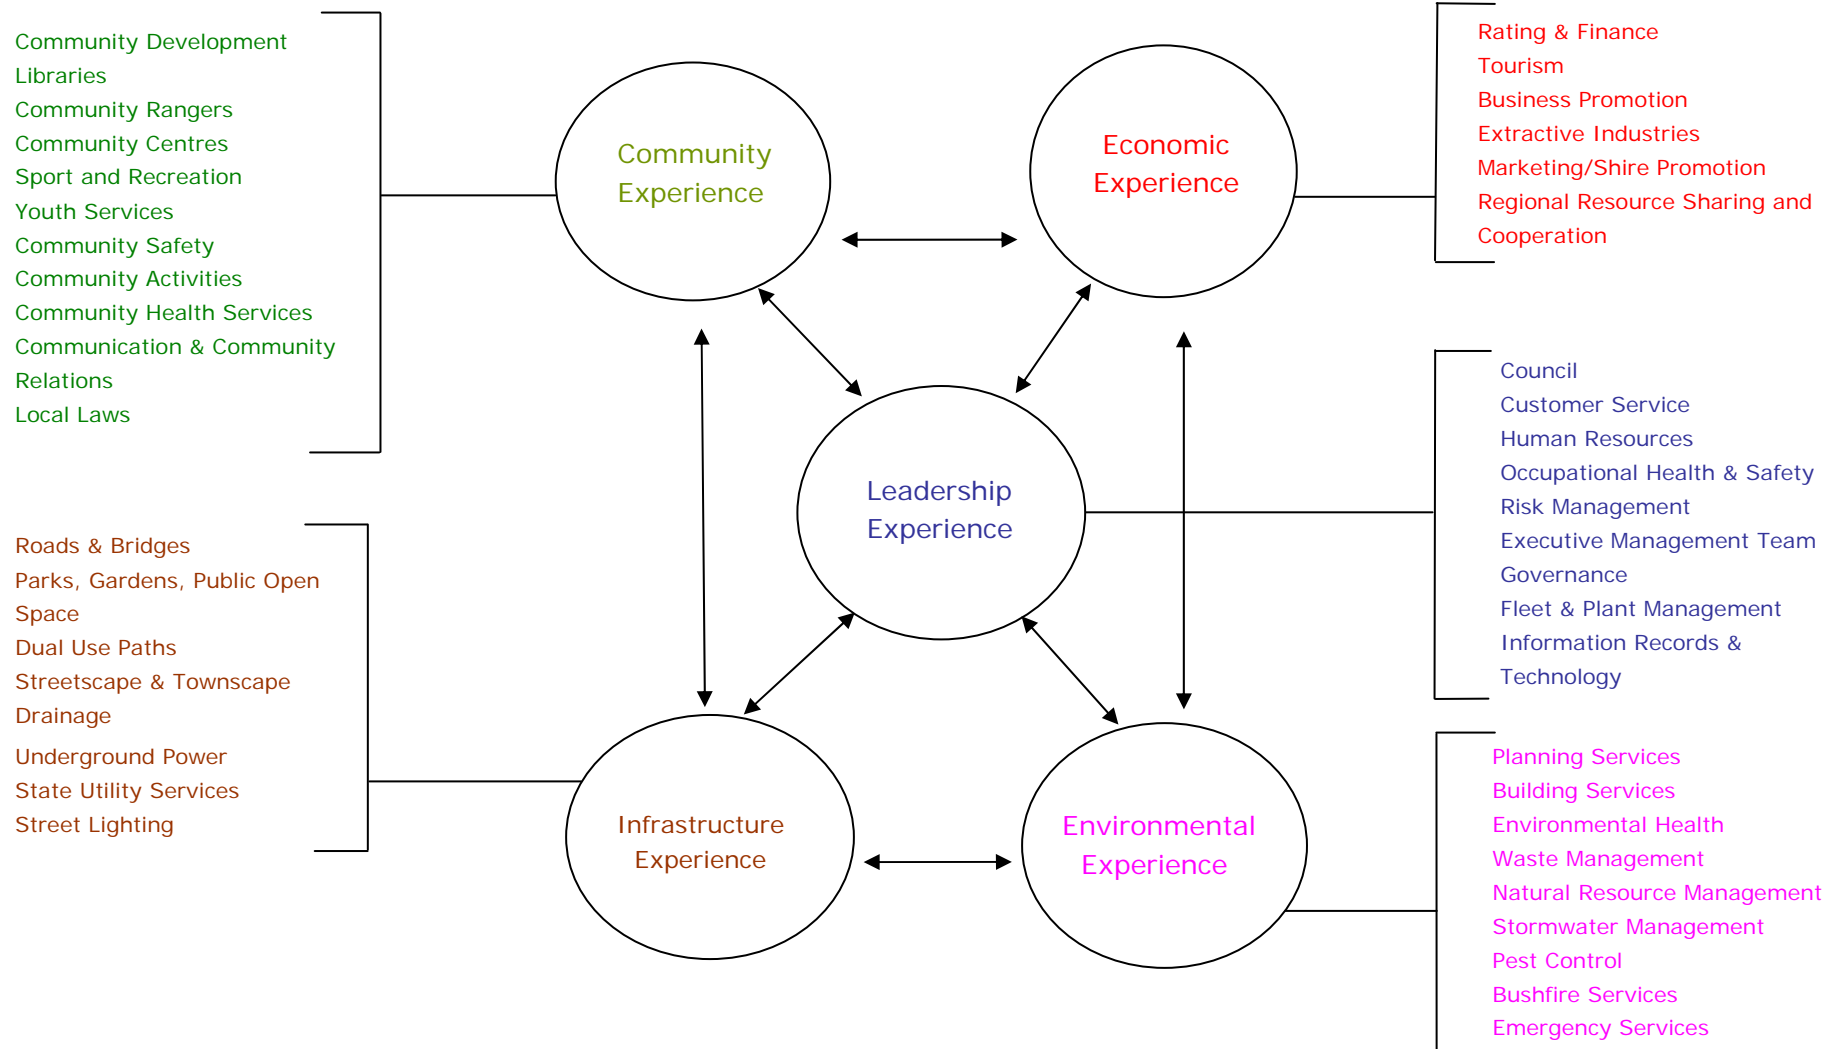 Community Development
Libraries
Community Rangers
Community Centres
Sport and Recreation
Youth Services
Community Safety
Community Activities
Community Health Services
Communication & Community
Relations
Local Laws
Community
Experience
Economic
Experience
Rating & Finance
Tourism
Business Promotion
Extractive Industries
Marketing/Shire Promotion
Regional Resource Sharing and
Cooperation
Leadership
Experience
Council
Customer Service
Human Resources
Occupational Health & Safety
Risk Management
Executive Management Team
Governance
Fleet & Plant Management
Information Records &
Technology
Roads & Bridges
Parks, Gardens, Public Open
Space
Dual Use Paths
Streetscape & Townscape
Drainage
Underground Power
State Utility Services
Street Lighting
Infrastructure
Experience
Environmental
Experience
Planning Services
Building Services
Environmental Health
Waste Management
Natural Resource Management
Stormwater Management
Pest Control
Bushfire Services
Emergency Services